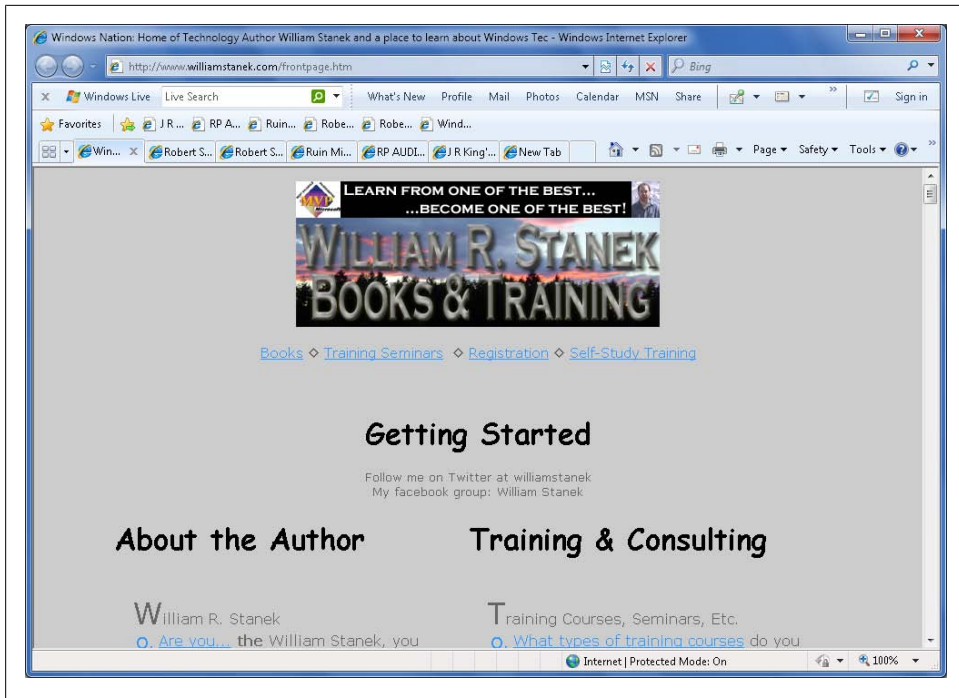 Windows Nation: Home of Technology Author William Stanek and a place to learn about Windows Tec - Windows Internet Explorer
http://www.williamstanek.com/frontpage.htm
Bing
x Windows Live Live Search What's New Profile Mail Photos Calendar MSN Share » Sign in
Favorites J R ... RP A... Ruin... Robe... Robe... Wind...
Win... x Robert S... Robert S... Ruin Mi... RP AUDI... J R King'... New Tab Page Safety Tools »
MVP
Microsoft
LEARN FROM ONE OF THE BEST...
...BECOME ONE OF THE BEST!
WILLIAM R. STANEK
BOOKS & TRAINING
Books ◇ Training Seminars ◇ Registration ◇ Self-Study Training
Getting Started
Follow me on Twitter at williamstanek
My facebook group: William Stanek
About the Author
Training & Consulting
William R. Stanek
O. Are you... the William Stanek, you
Training Courses, Seminars, Etc.
O. What types of training courses do you
Internet | Protected Mode: On
100%